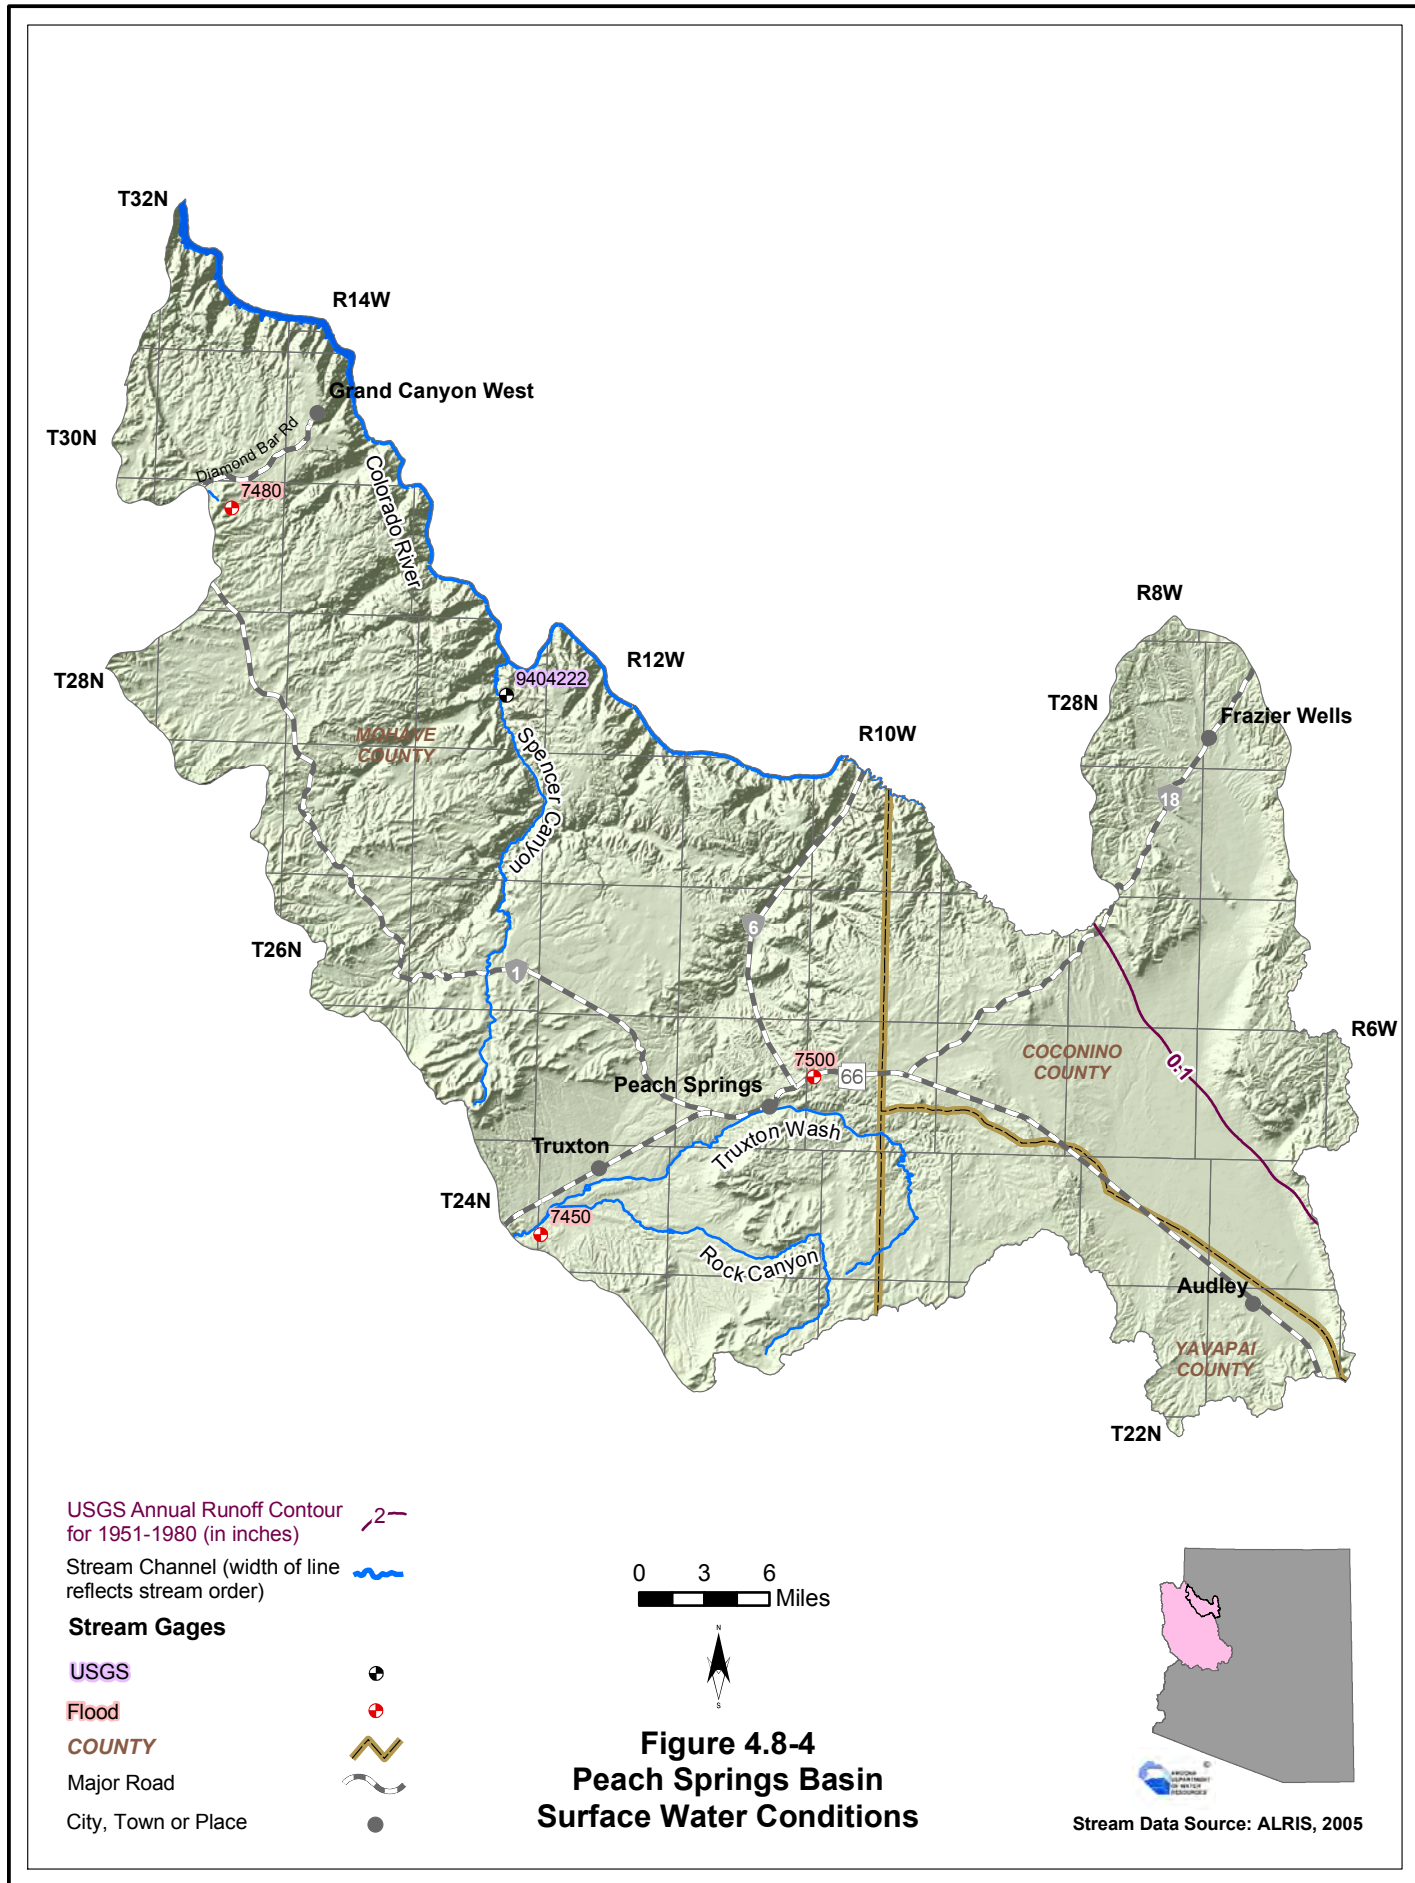 T32N
R14W
Grand Canyon West
T30N
Diamond Bar Rd
7480
Colorado River
R8W
R12W
T28N
9404222
T28N
Frazier Wells
R10W
MOHAVE
COUNTY
Spencer Canyon
18
6
T26N
1
R6W
COCONINO
COUNTY
0.1
7500
66
Peach Springs
Truxton Wash
Truxton
T24N
7450
Rock Canyon
Audley
YAVAPAI
COUNTY
T22N
USGS Annual Runoff Contour
for 1951-1980 (in inches)
2
Stream Channel (width of line
reflects stream order)
Stream Gages
USGS
Flood
COUNTY
Major Road
City, Town or Place
0 3 6
Miles
N
S
Figure 4.8-4
Peach Springs Basin
Surface Water Conditions
©
ARIZONA
DEPARTMENT
OF WATER
RESOURCES
Stream Data Source: ALRIS, 2005